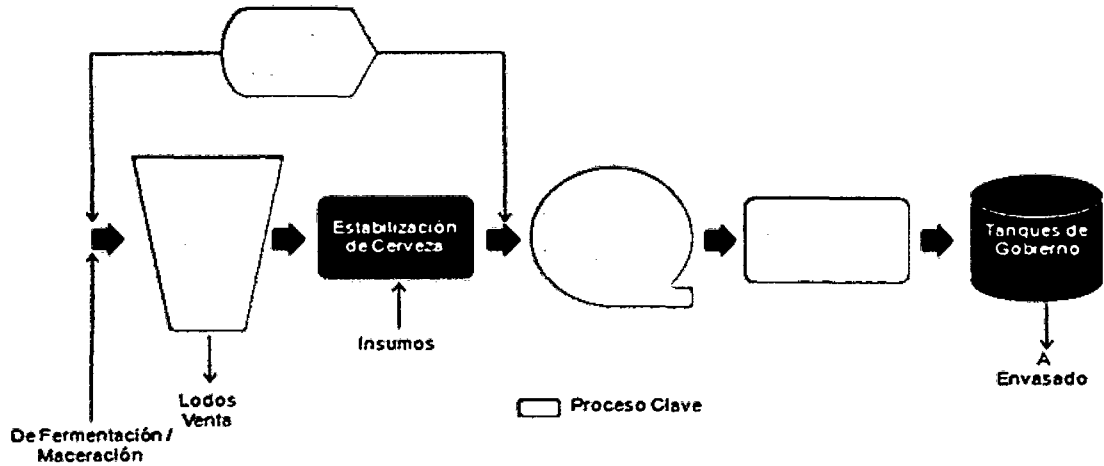 Estabilización
de Cerveza
Tanques de
Gobierno
Insumos
A
Envasado
Lodos
Venta
Proceso Clave
De Fermentación /
Maceración